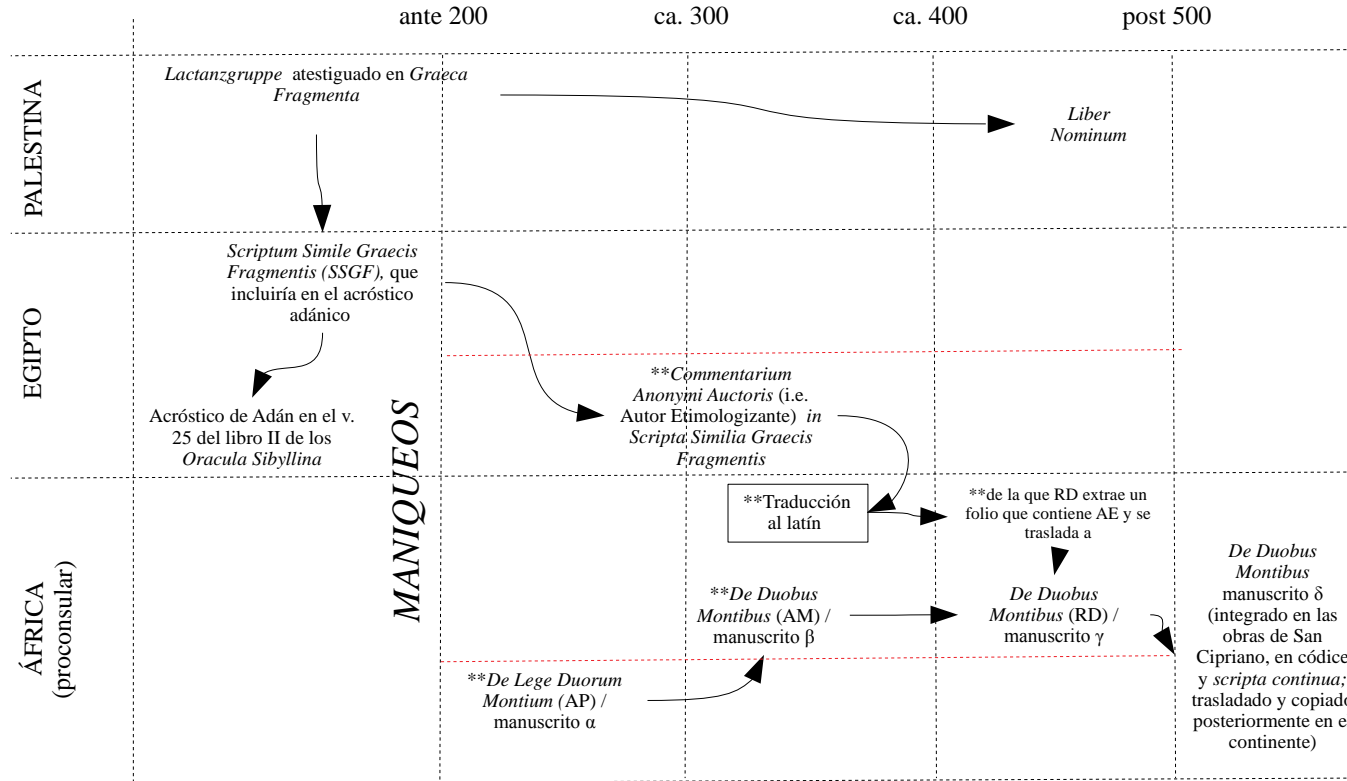 ante 200
ca. 300
ca. 400
post 500
PALESTINA
Lactanzgruppe atestiguado en Graeca
Fragmenta
Liber
Nominum
EGIPTO
Scriptum Simile Graecis
Fragmentis (SSGF), que
incluiría en el acróstico
adánico
Acróstico de Adán en el v.
25 del libro II de los
Oracula Sibyllina
MANIQUEOS
**Commentarium
Anonymi Auctoris (i.e.
Autor Etimologizante) in
Scripta Similia Graecis
Fragmentis
ÁFRICA
(proconsular)
**Traducción
al latín
**de la que RD extrae un
folio que contiene AE y se
traslada a
**De Duobus
Montibus (AM) /
manuscrito β
De Duobus
Montibus (RD) /
manuscrito γ
**De Lege Duorum
Montium (AP) /
manuscrito α
De Duobus
Montibus
manuscrito δ
(integrado en las
obras de San
Cipriano, en códice
y scripta continua;
trasladado y copiado
posteriormente en e
continente)